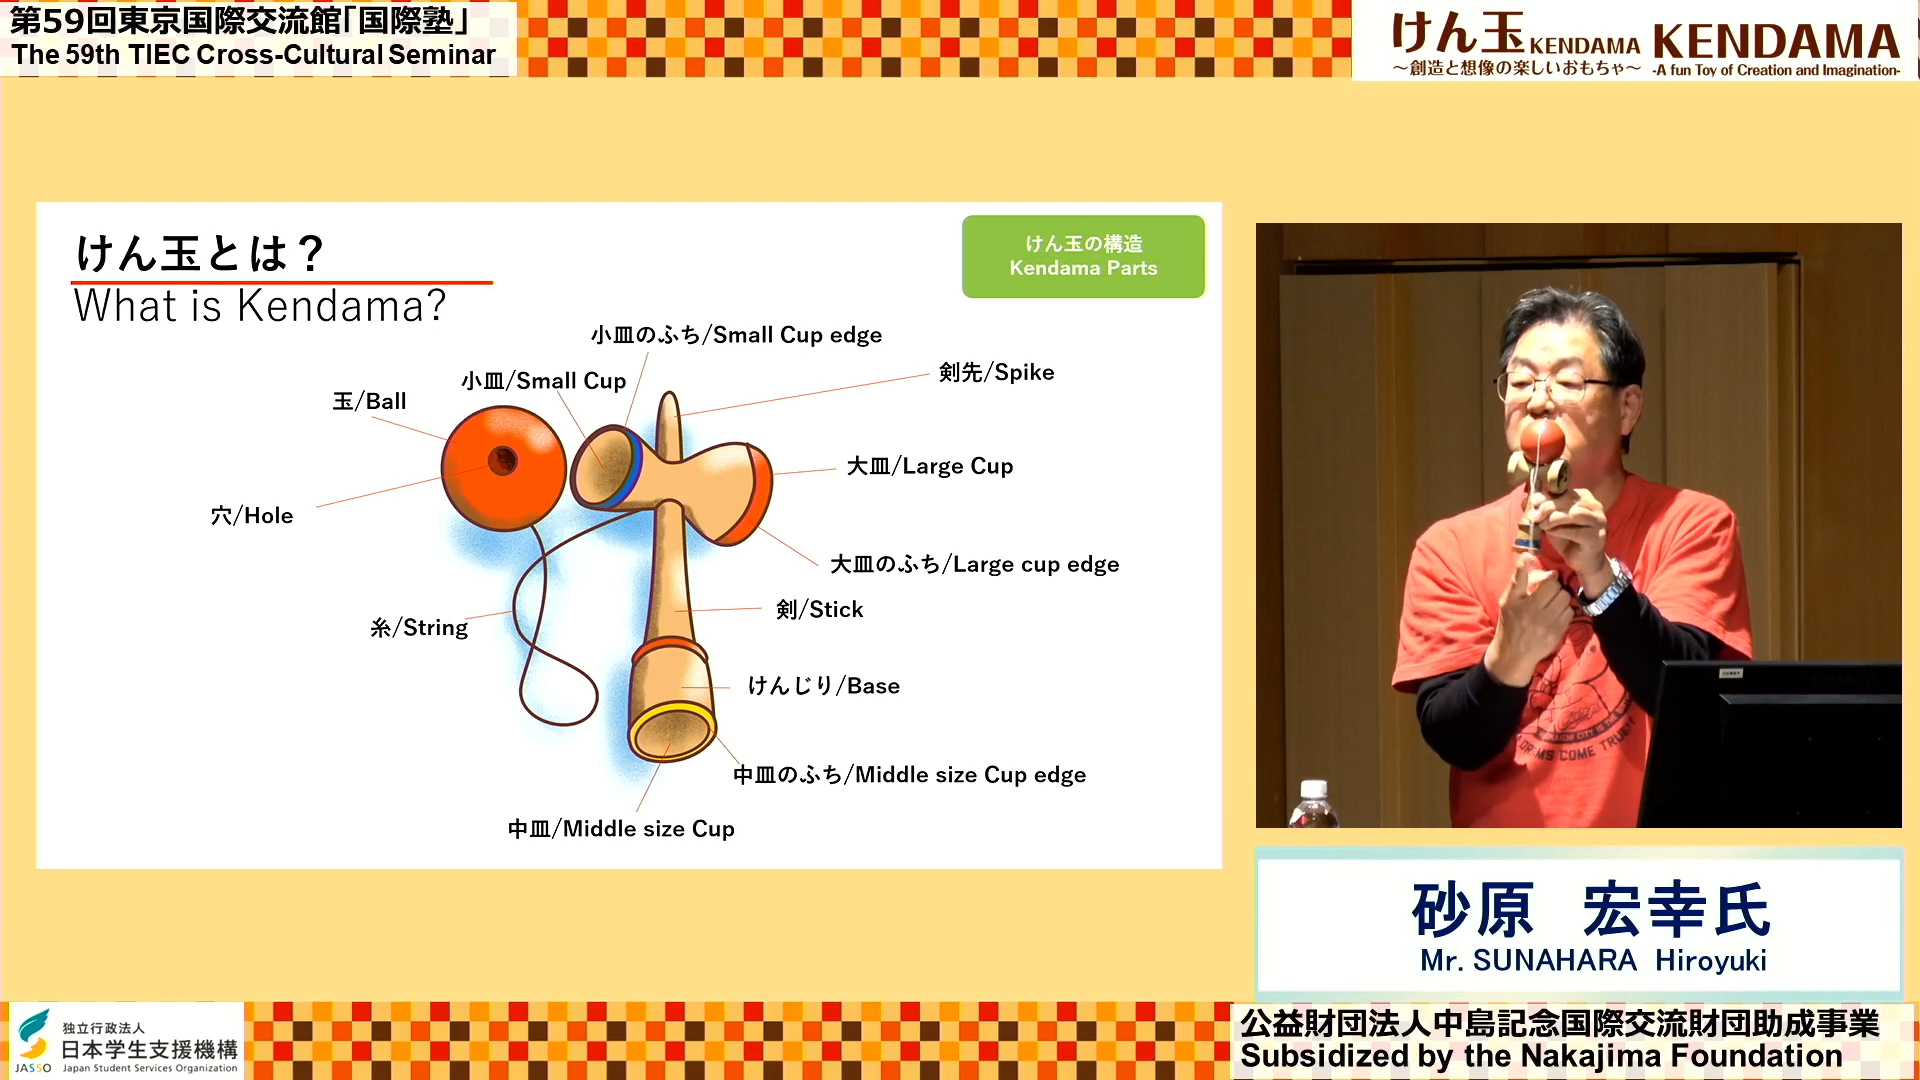 第59回東京国際交流館「国際塾」
The 59th TIEC Cross-Cultural Seminar
けん玉 KENDAMA
～創造と想像の楽しいおもちゃ～
KENDAMA
-A fun Toy of Creation and Imagination-
けん玉とは？
What is Kendama?
けん玉の構造
Kendama Parts
小皿のふち/Small Cup edge
剣先/Spike
小皿/Small Cup
玉/Ball
大皿/Large Cup
穴/Hole
大皿のふち/Large cup edge
剣/Stick
糸/String
けんじり/Base
中皿のふち/Middle size Cup edge
中皿/Middle size Cup
COME TRUE
砂原　宏幸氏
Mr. SUNAHARA Hiroyuki
JASSO
独立行政法人
日本学生支援機構
Japan Student Services Organization
公益財団法人中島記念国際交流財団助成事業
Subsidized by the Nakajima Foundation